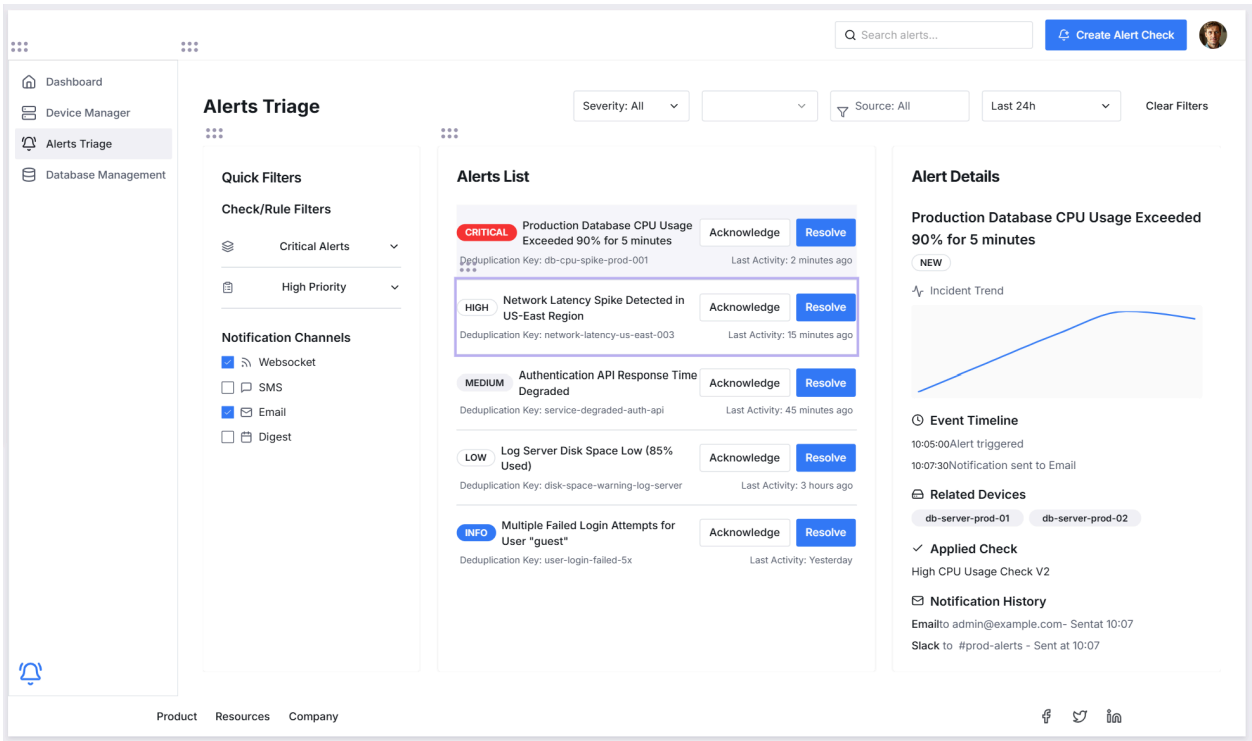 Search alerts...
Create Alert Check
Dashboard
Device Manager
Alerts Triage
Database Management
Alerts Triage
Severity: All
Source: All
Last 24h
Clear Filters
Quick Filters
Check/Rule Filters
Critical Alerts
High Priority
Notification Channels
Websocket
SMS
Email
Digest
Alerts List
CRITICAL
Production Database CPU Usage
Exceeded 90% for 5 minutes
Acknowledge
Resolve
Deduplication Key: db-cpu-spike-prod-001
Last Activity: 2 minutes ago
HIGH
Network Latency Spike Detected in
US-East Region
Acknowledge
Resolve
Deduplication Key: network-latency-us-east-003
Last Activity: 15 minutes ago
MEDIUM
Authentication API Response Time
Degraded
Acknowledge
Resolve
Deduplication Key: service-degraded-auth-api
Last Activity: 45 minutes ago
LOW
Log Server Disk Space Low (85%
Used)
Acknowledge
Resolve
Deduplication Key: disk-space-warning-log-server
Last Activity: 3 hours ago
INFO
Multiple Failed Login Attempts for
User "guest"
Acknowledge
Resolve
Deduplication Key: user-login-failed-5x
Last Activity: Yesterday
Alert Details
Production Database CPU Usage Exceeded
90% for 5 minutes
NEW
Incident Trend
Event Timeline
10:05:00Alert triggered
10:07:30Notification sent to Email
Related Devices
db-server-prod-01
db-server-prod-02
Applied Check
High CPU Usage Check V2
Notification History
Emailto admin@example.com- Sentat 10:07
Slack to #prod-alerts - Sent at 10:07
Product
Resources
Company